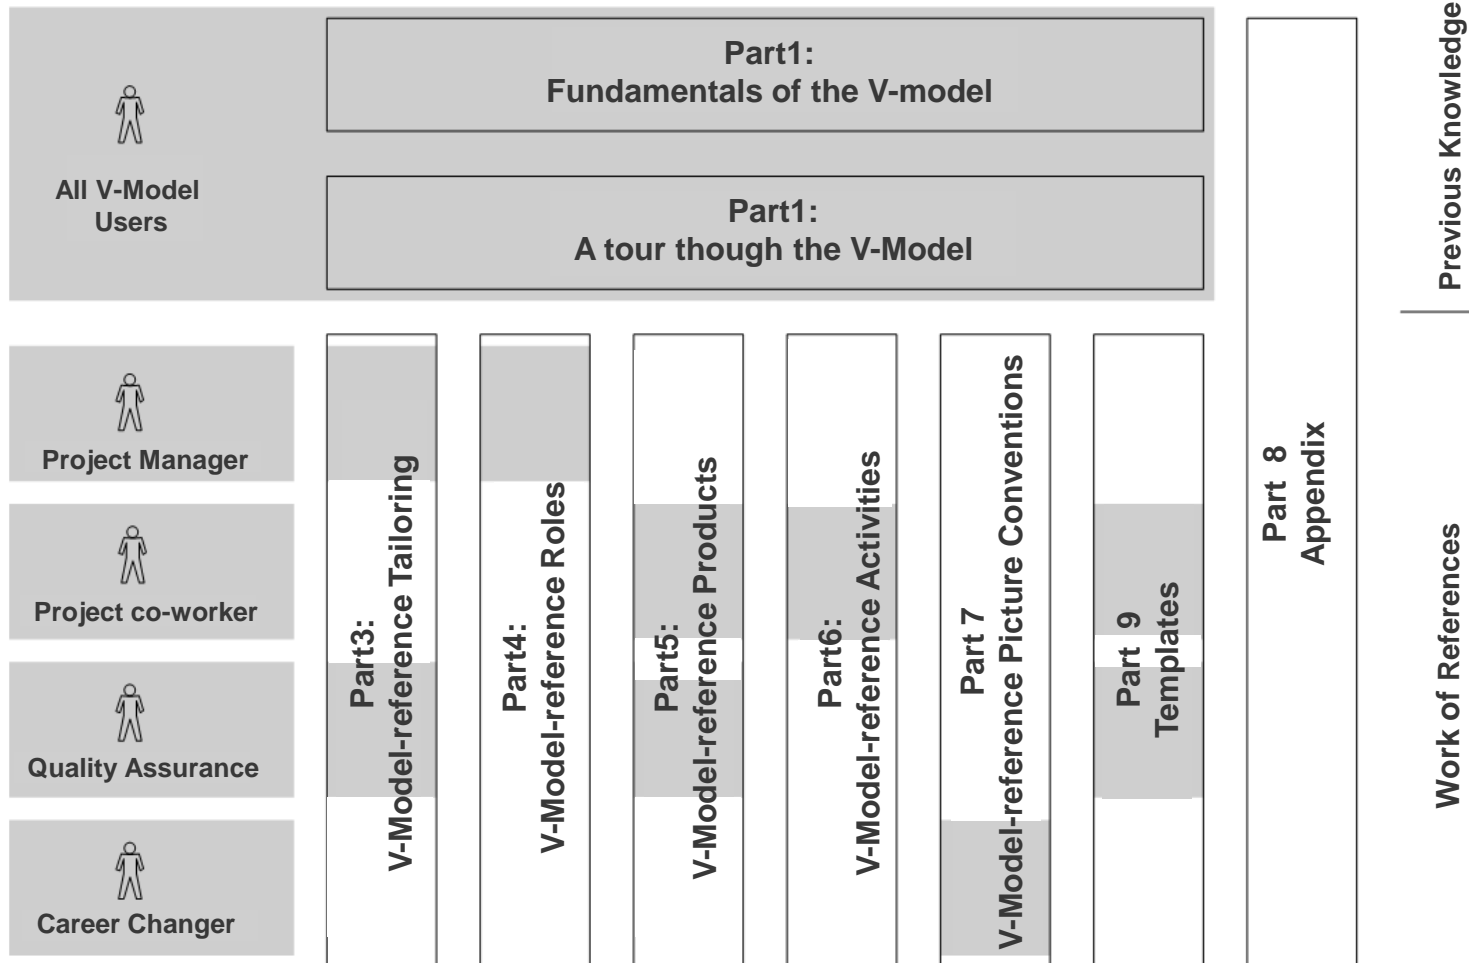 Part1:
Fundamentals of the V-model
All V-Model
Users
Part1:
A tour though the V-Model
Previous Knowledge
Project Manager
Project co-worker
Quality Assurance
Career Changer
Part3:
V-Model-reference Tailoring
Part4:
V-Model-reference Roles
Part5:
V-Model-reference Products
Part6:
V-Model-reference Activities
Part 7
V-Model-reference Picture Conventions
Part 9
Templates
Part 8
Appendix
Work of References